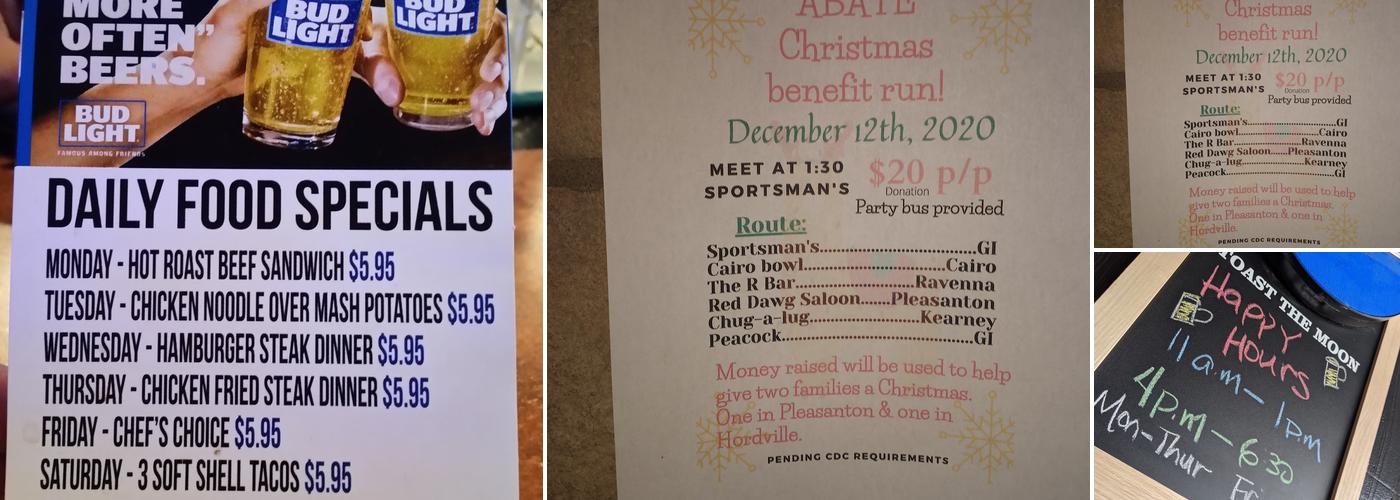 MORE
OFTEN"
BEERS.
BUD
LIGHT
FAMOUS AMONG FRIENDS
BUD
LIGHT
BUD
LIGHT
DAILY FOOD SPECIALS
MONDAY - HOT ROAST BEEF SANDWICH $5.95
TUESDAY - CHICKEN NOODLE OVER MASH POTATOES $5.95
WEDNESDAY - HAMBURGER STEAK DINNER $5.95
THURSDAY - CHICKEN FRIED STEAK DINNER $5.95
FRIDAY - CHEF'S CHOICE $5.95
SATURDAY - 3 SOFT SHELL TACOS $5.95
ABATE
Christmas
benefit run!
December 12th, 2020
MEET AT 1:30 $20 p/p
SPORTSMAN'S Donation
Party bus provided
Route:
Sportsman's....................................GI
Cairo bowl................................Cairo
The R Bar..........................Ravenna
Red Dawg Saloon.......Pleasanton
Chug-a-lug.........................Kearney
Peacock...........................................GI
Money raised will be used to help
give two families a Christmas.
One in Pleasanton & one in
Hordville.
PENDING CDC REQUIREMENTS
Christmas
benefit run!
December 12th, 2020
MEET AT 1:30 $20 p/p
SPORTSMAN'S Donation
Party bus provided
Route:
Sportsman's....................................GI
Cairo bowl................................Cairo
The R Bar..........................Ravenna
Red Dawg Saloon.......Pleasanton
Chug-a-lug.........................Kearney
Peacock...........................................GI
Money raised will be used to help
give two families a Christmas.
One in Pleasanton & one in
Hordville.
PENDING CDC REQUIREMENTS
TOAST THE MOON
Happy
Hours
11 a.m - 1pm
4p.m - 6:30
Mon-Thur